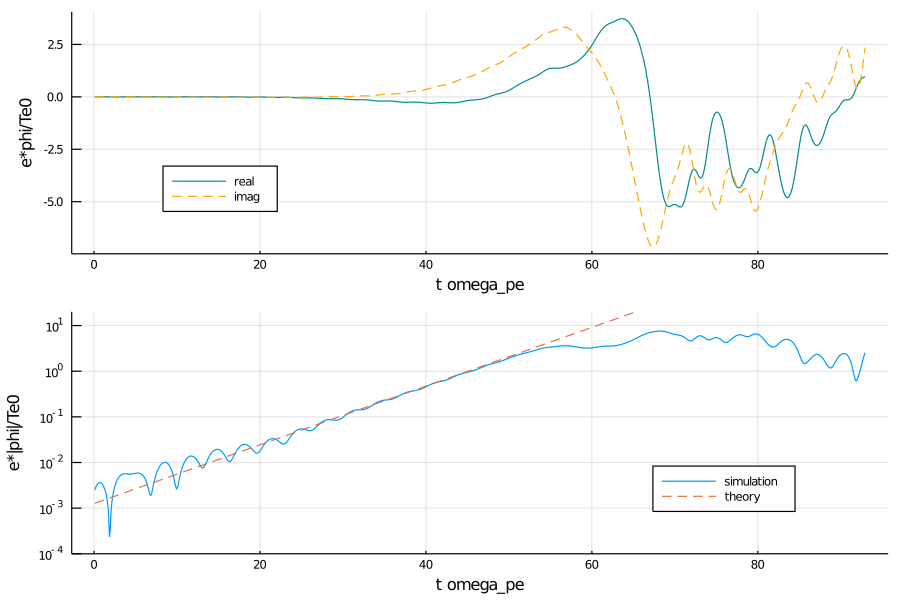 2.5
0.0
-2.5
-5.0
e*phi/Te0
real
imag
0 20 40 60 80
t omega_pe
10^1
10^0
10^-1
10^-2
10^-3
10^-4
e*|phi|/Te0
simulation
theory
0 20 40 60 80
t omega_pe